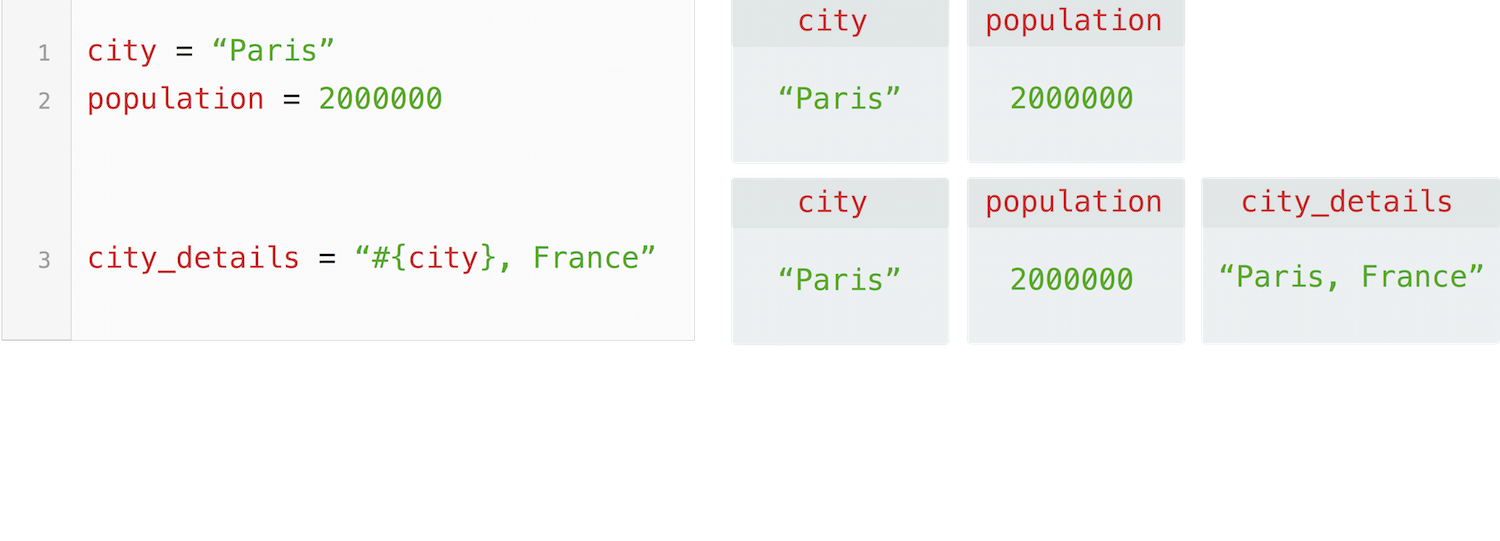 1 city = “Paris”
2 population = 2000000
3 city_details = “#{city}, France”
city population
“Paris” 2000000
city population city_details
“Paris” 2000000 “Paris, France”